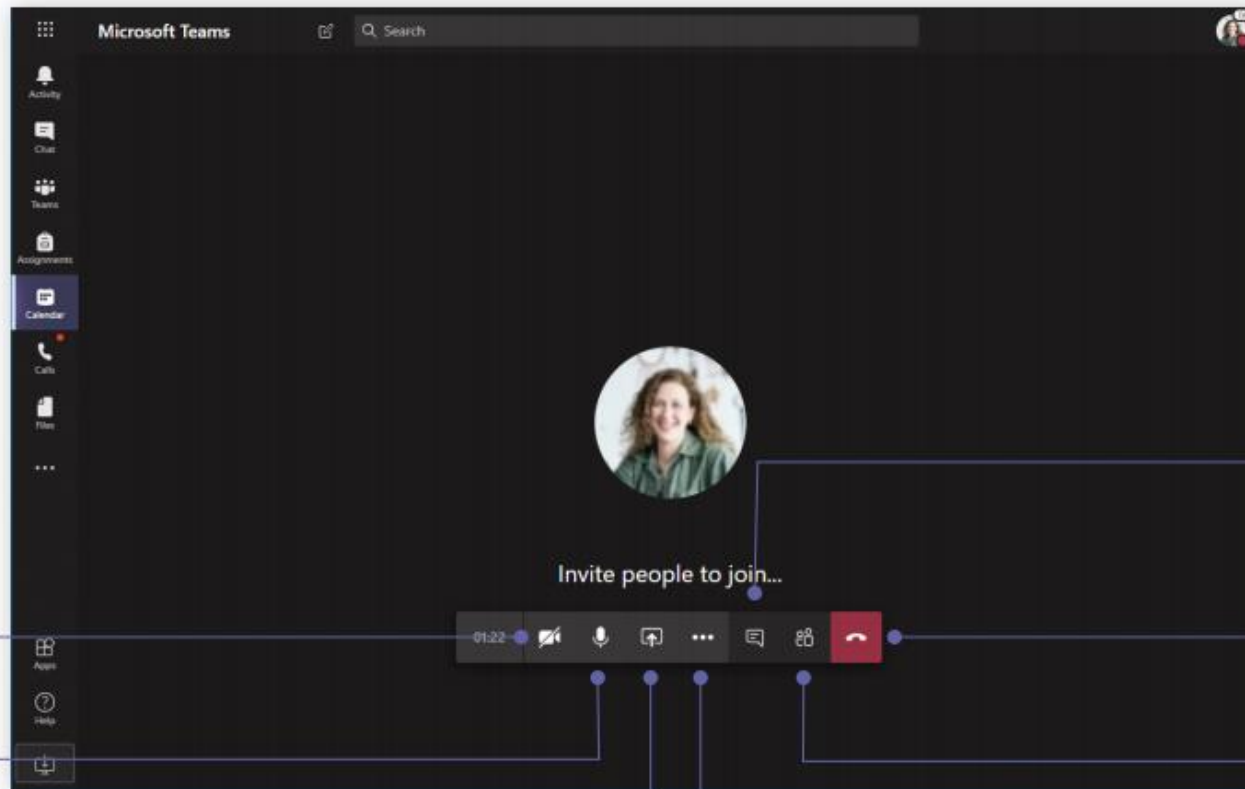 Microsoft Teams
Search
Activity
Chat
Teams
Assignments
Calendar
Calls
Files
Invite people to join...
01:22
Apps
Help